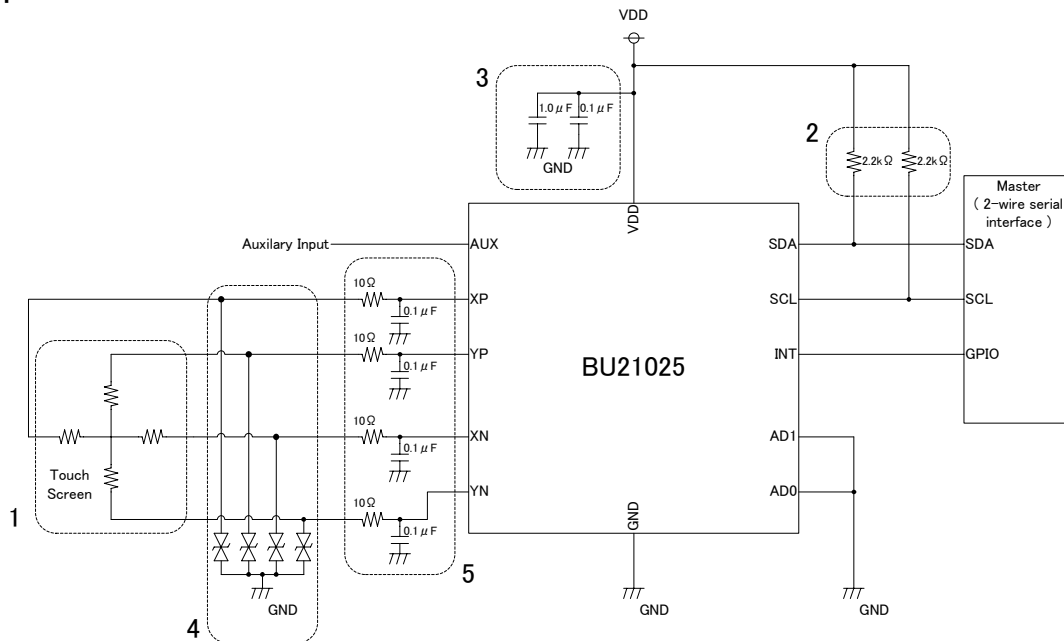 VDD
3
1.0μF
0.1μF
GND
2
2.2kΩ
2.2kΩ
Master
( 2-wire serial
interface )
VDD
Auxilary Input
AUX
SDA
SDA
10Ω
XP
0.1μF
SCL
SCL
10Ω
YP
0.1μF
INT
GPIO
BU21025
10Ω
XN
0.1μF
AD1
Touch
Screen
10Ω
YN
0.1μF
AD0
1
GND
5
GND
GND
GND
4